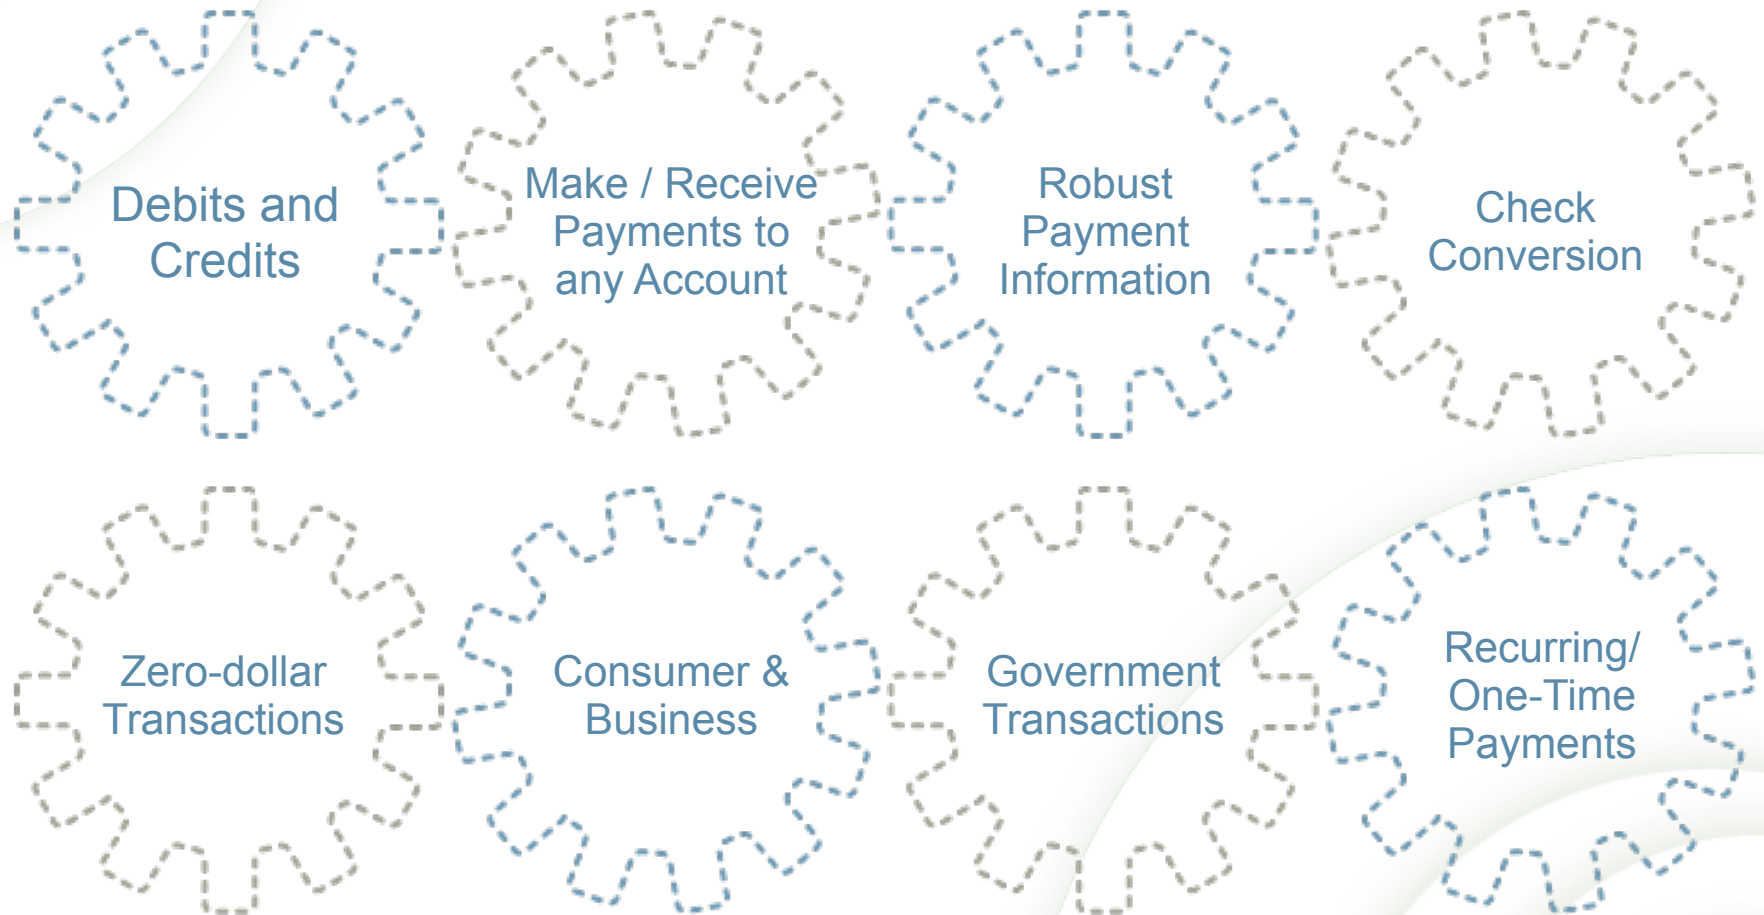 Debits and
Credits
Make / Receive
Payments to
any Account
Robust
Payment
Information
Check
Conversion
Zero-dollar
Transactions
Consumer &
Business
Government
Transactions
Recurring/
One-Time
Payments